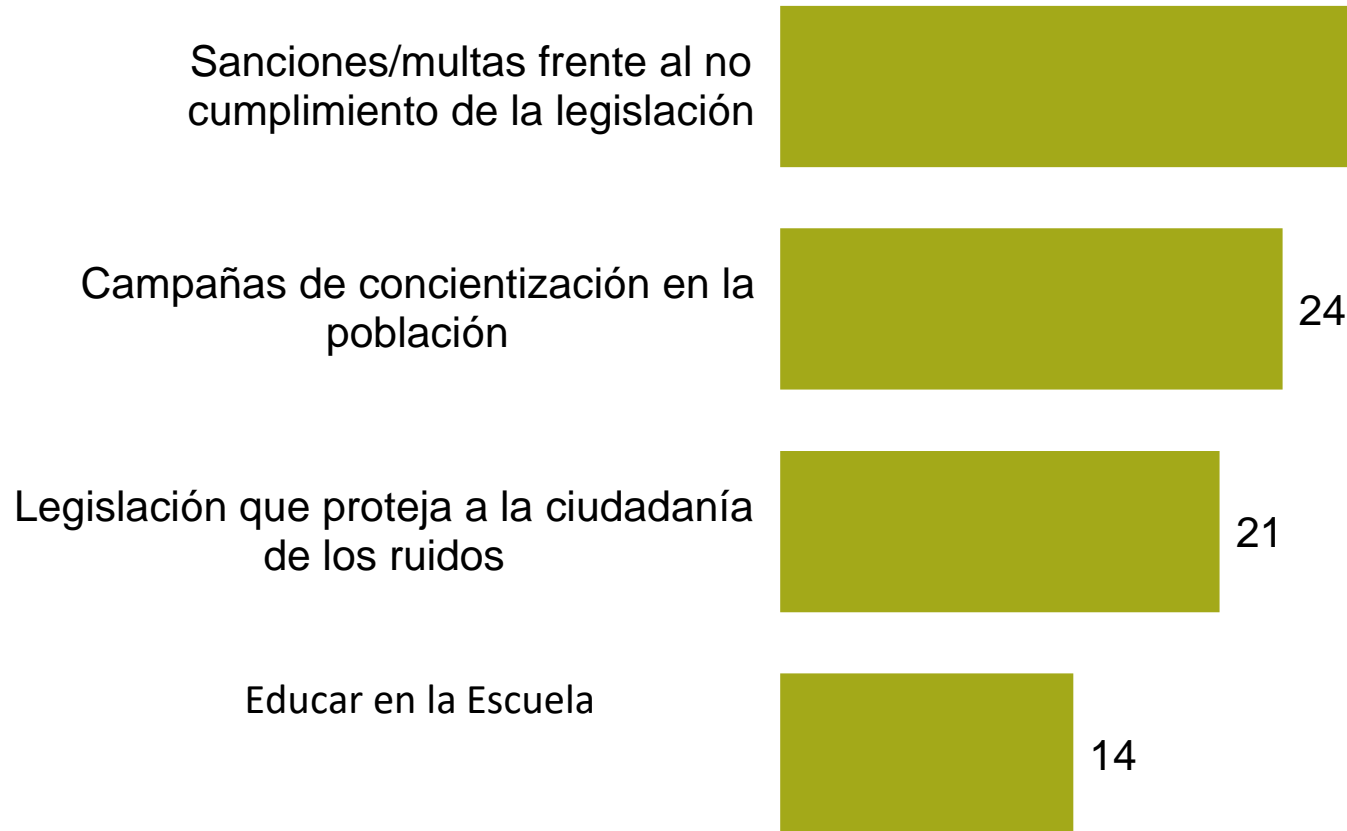 Sanciones/multas frente al no
cumplimiento de la legislación
Campañas de concientización en la
población
24
Legislación que proteja a la ciudadanía
de los ruidos
21
Educar en la Escuela
14